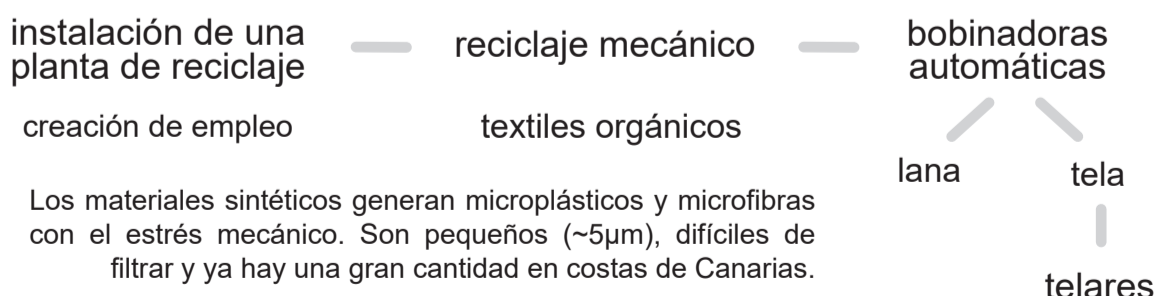 instalación de una
planta de reciclaje
reciclaje mecánico
bobinadoras
automáticas
creación de empleo
textiles orgánicos
lana
tela
Los materiales sintéticos generan microplásticos y microfibras
con el estrés mecánico. Son pequeños (~5μm), difíciles de
filtrar y ya hay una gran cantidad en costas de Canarias.
telares